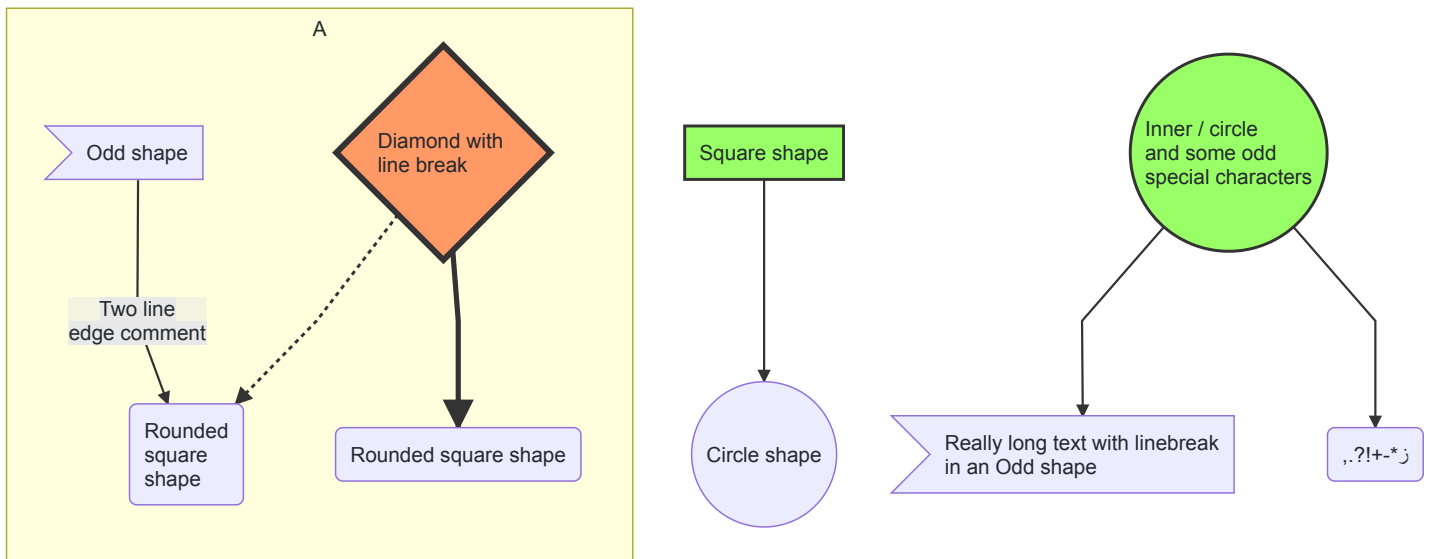 A
Odd shape
Diamond with
line break
Two line
edge comment
Rounded
square
shape
Rounded square shape
Square shape
Circle shape
Inner / circle
and some odd
special characters
Really long text with linebreak
in an Odd shape
,.?!+-*ز